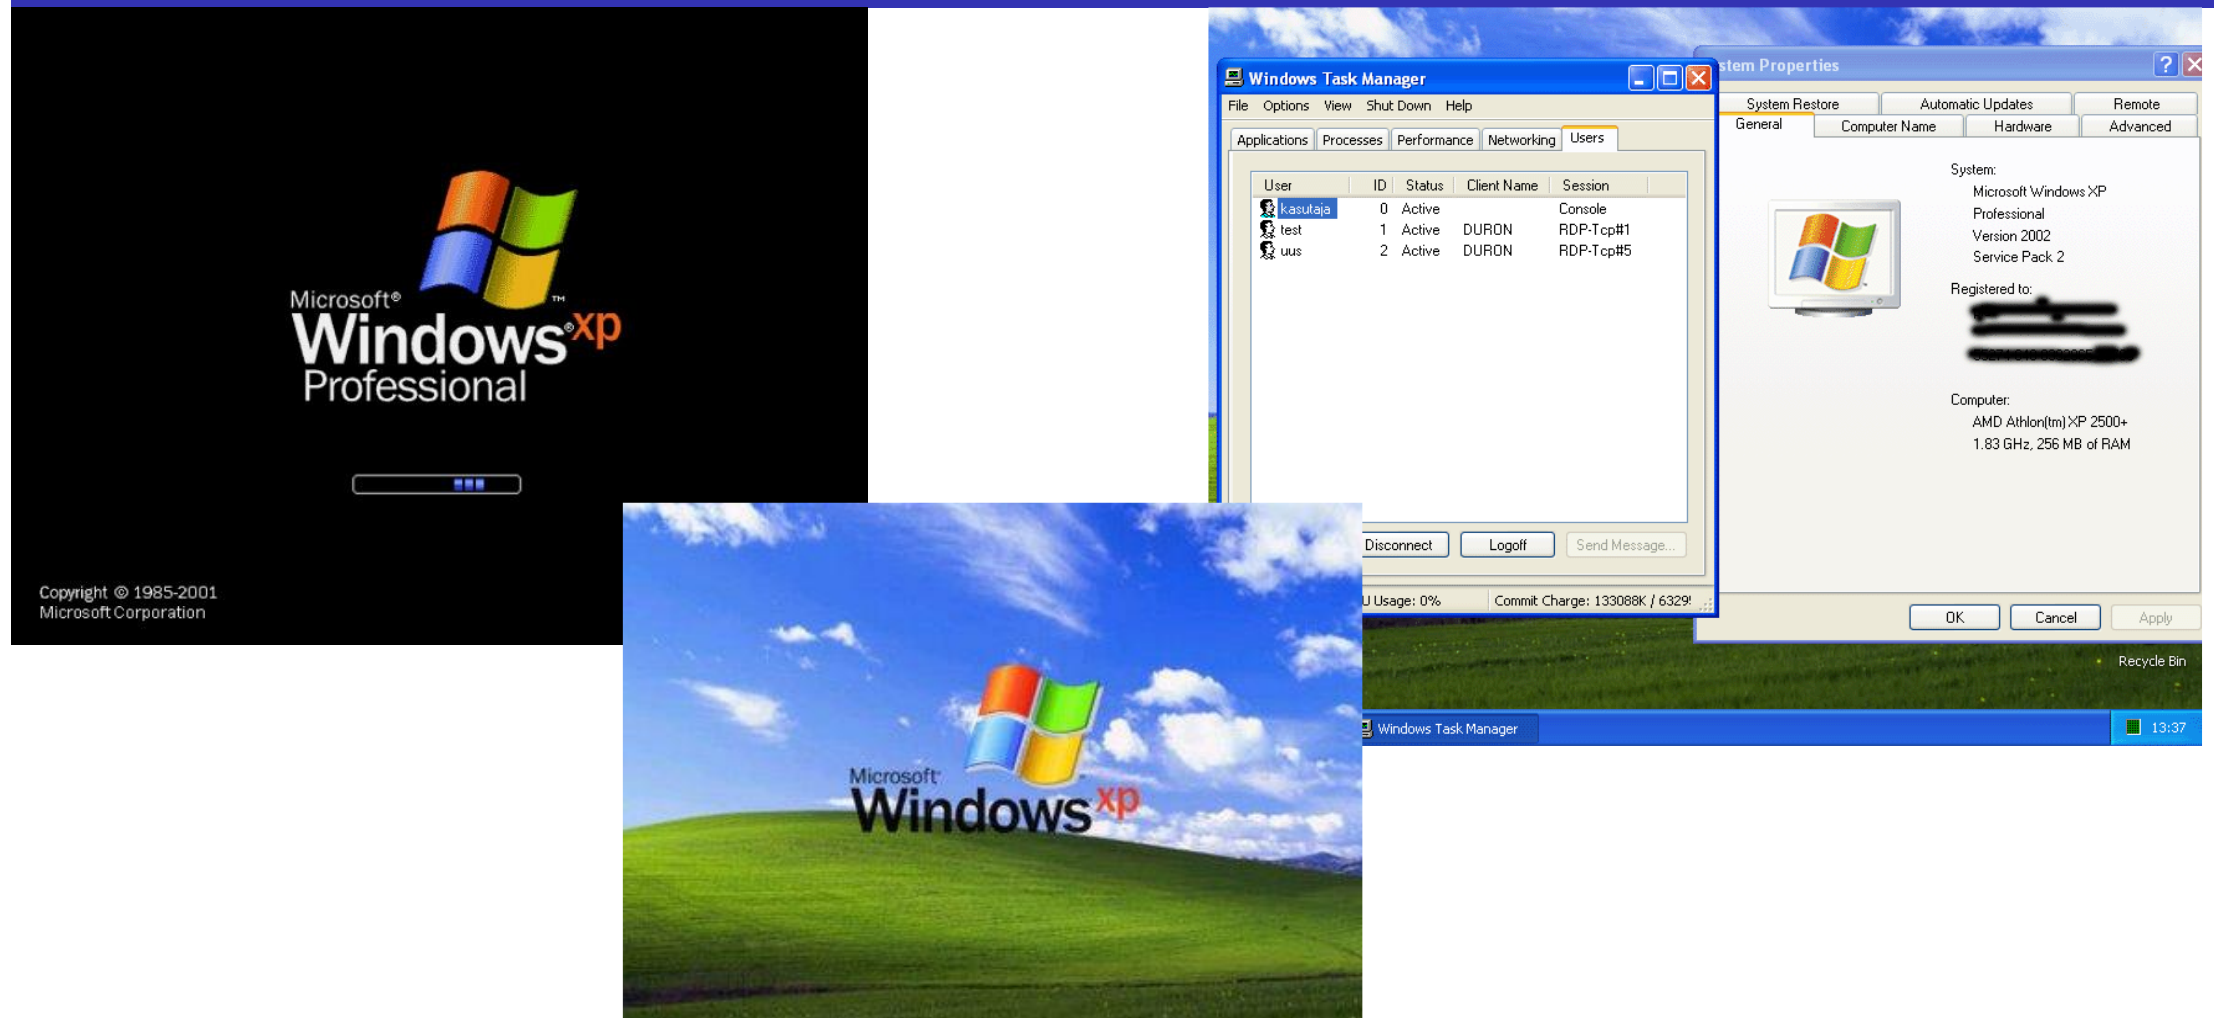 Microsoft®
Windows®xp
Professional
Copyright © 1985-2001
Microsoft Corporation
Windows Task Manager
File Options View Shut Down Help
Applications Processes Performance Networking Users
User ID Status Client Name Session
kasutaja 0 Active Console
test 1 Active DURON RDP-Tcp#1
uus 2 Active DURON RDP-Tcp#5
Disconnect Logoff Send Message...
U Usage: 0% Commit Charge: 133088K / 6329
stem Properties
System Restore Automatic Updates Remote
General Computer Name Hardware Advanced
System:
Microsoft Windows XP
Professional
Version 2002
Service Pack 2
Registered to:
Computer:
AMD Athlon(tm) XP 2500+
1.83 GHz, 256 MB of RAM
OK Cancel Apply
Recycle Bin
Windows Task Manager 13:37
Microsoft
Windows xp